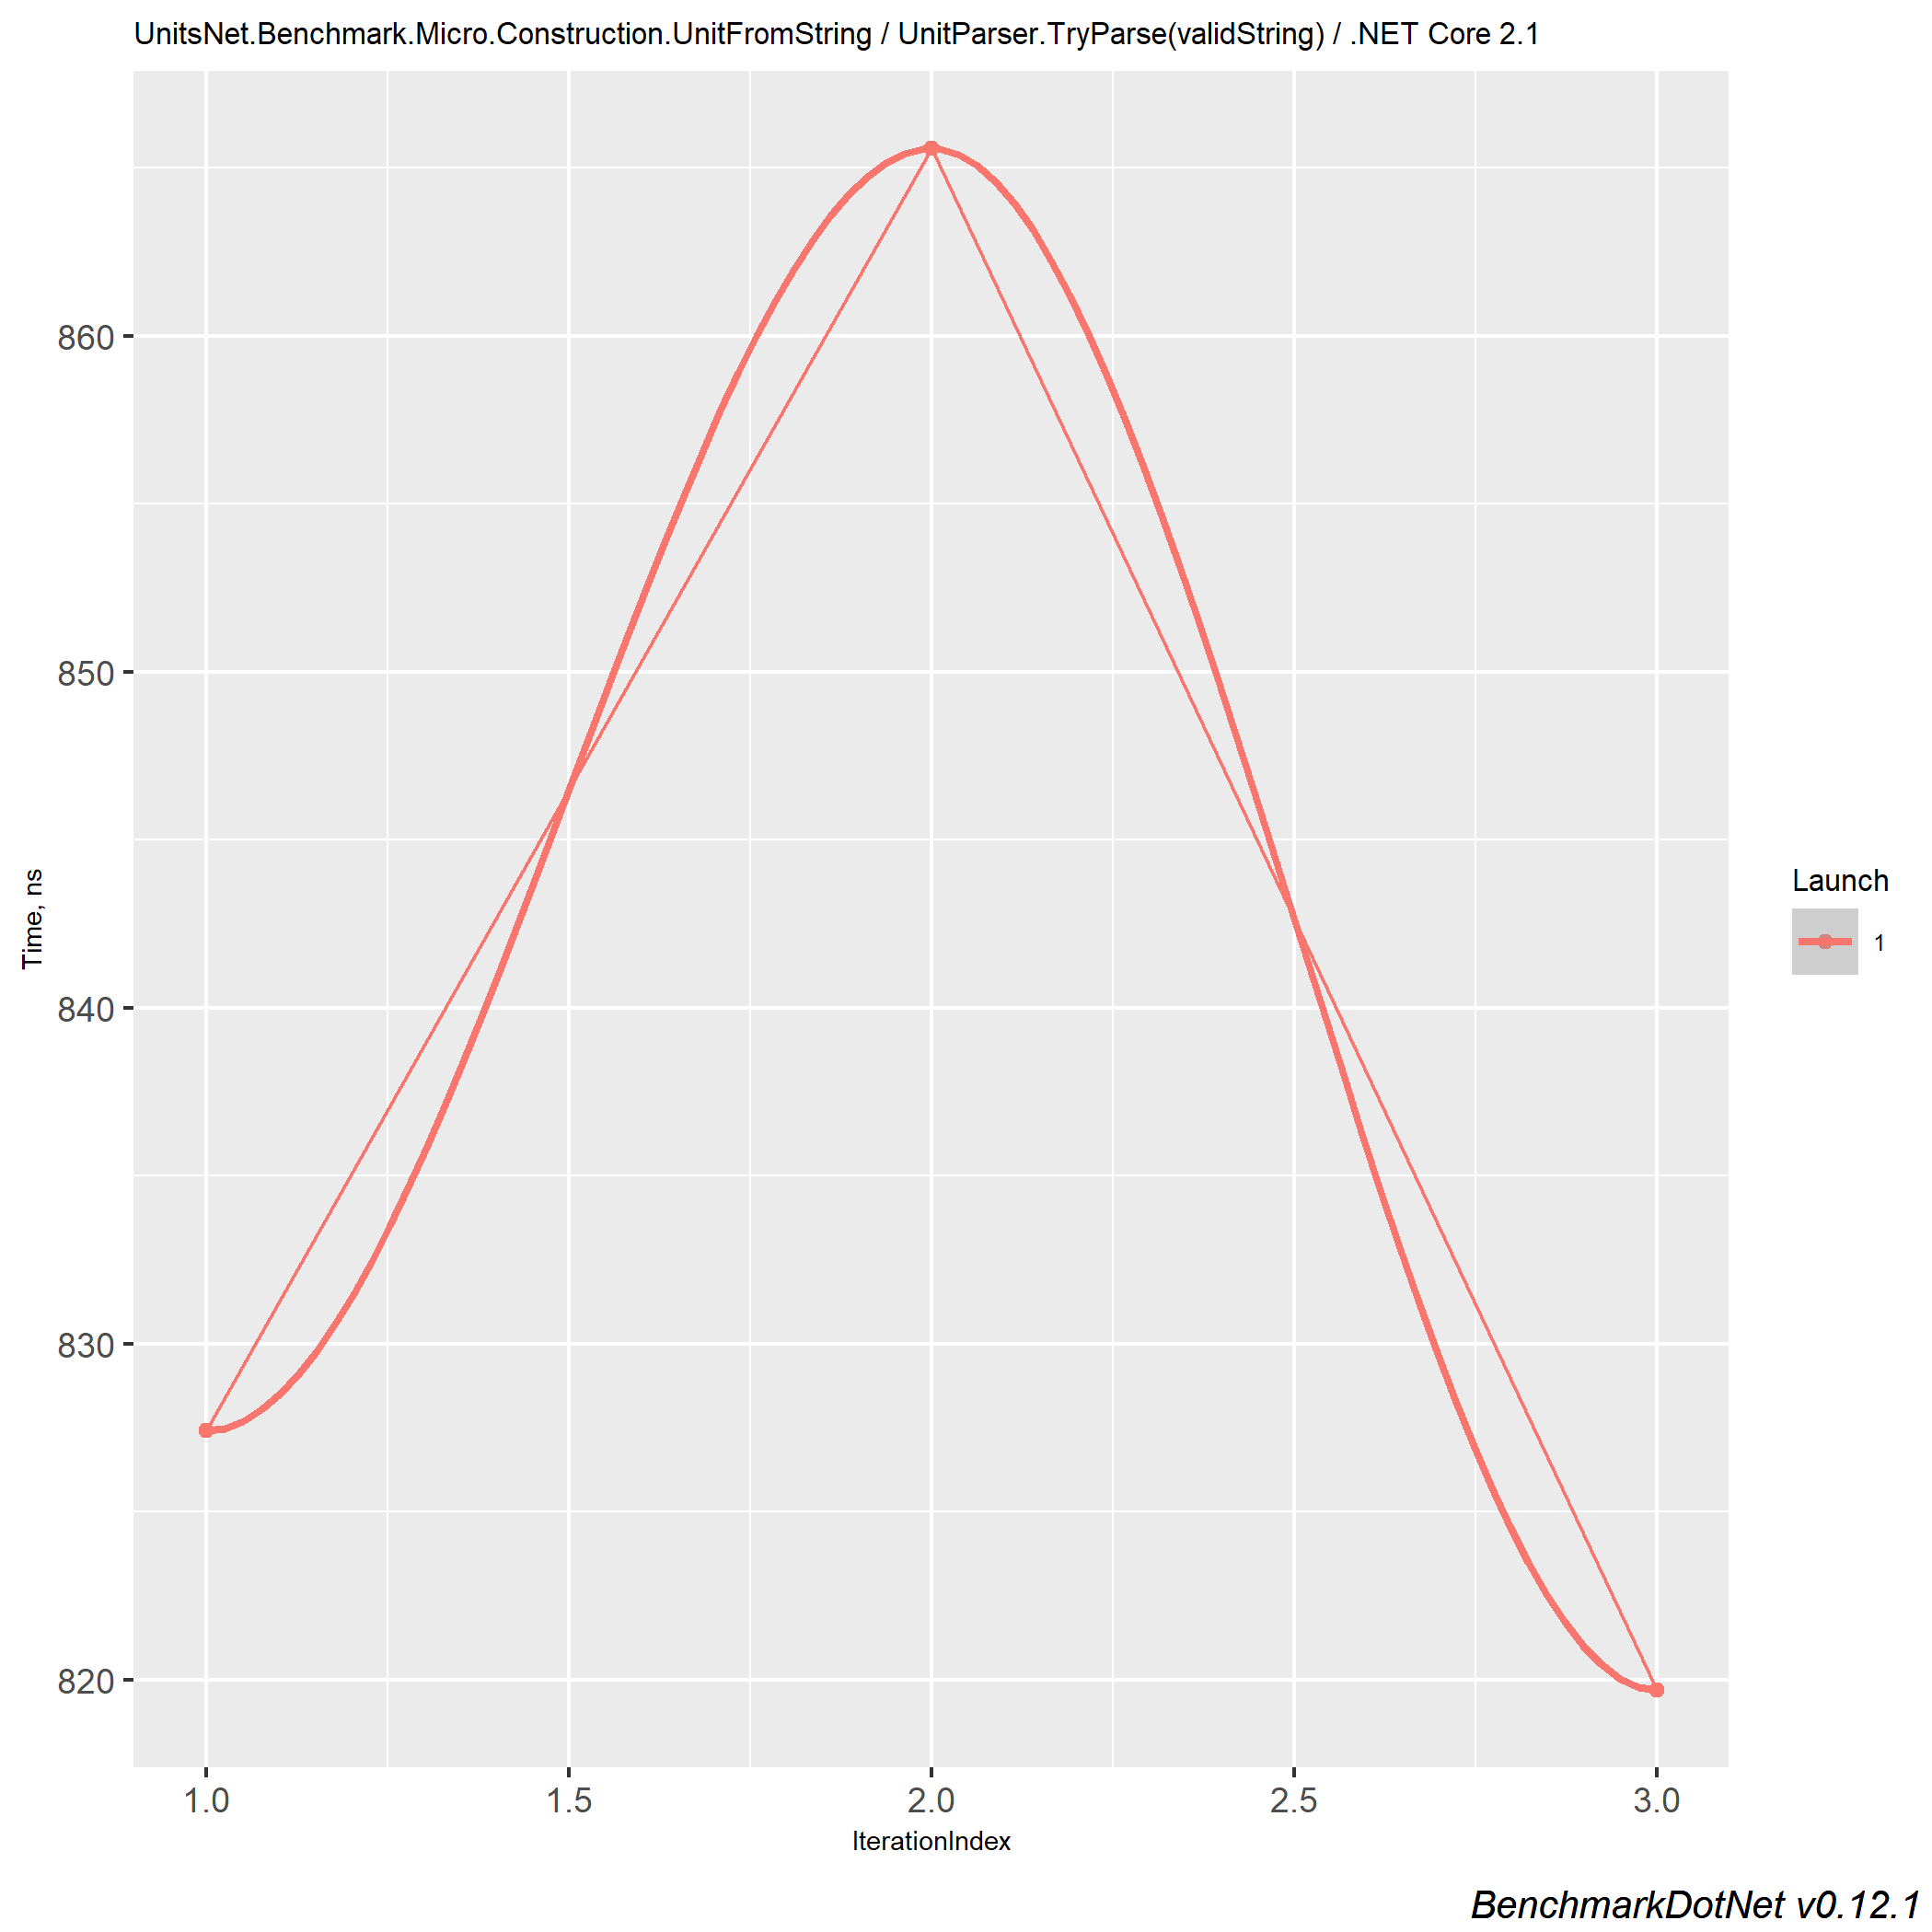 UnitsNet.Benchmark.Micro.Construction.UnitFromString / UnitParser.TryParse(validString) / .NET Core 2.1
860
850
840
830
820
Time, ns
1.0 1.5 2.0 2.5 3.0
IterationIndex
Launch
1
BenchmarkDotNet v0.12.1